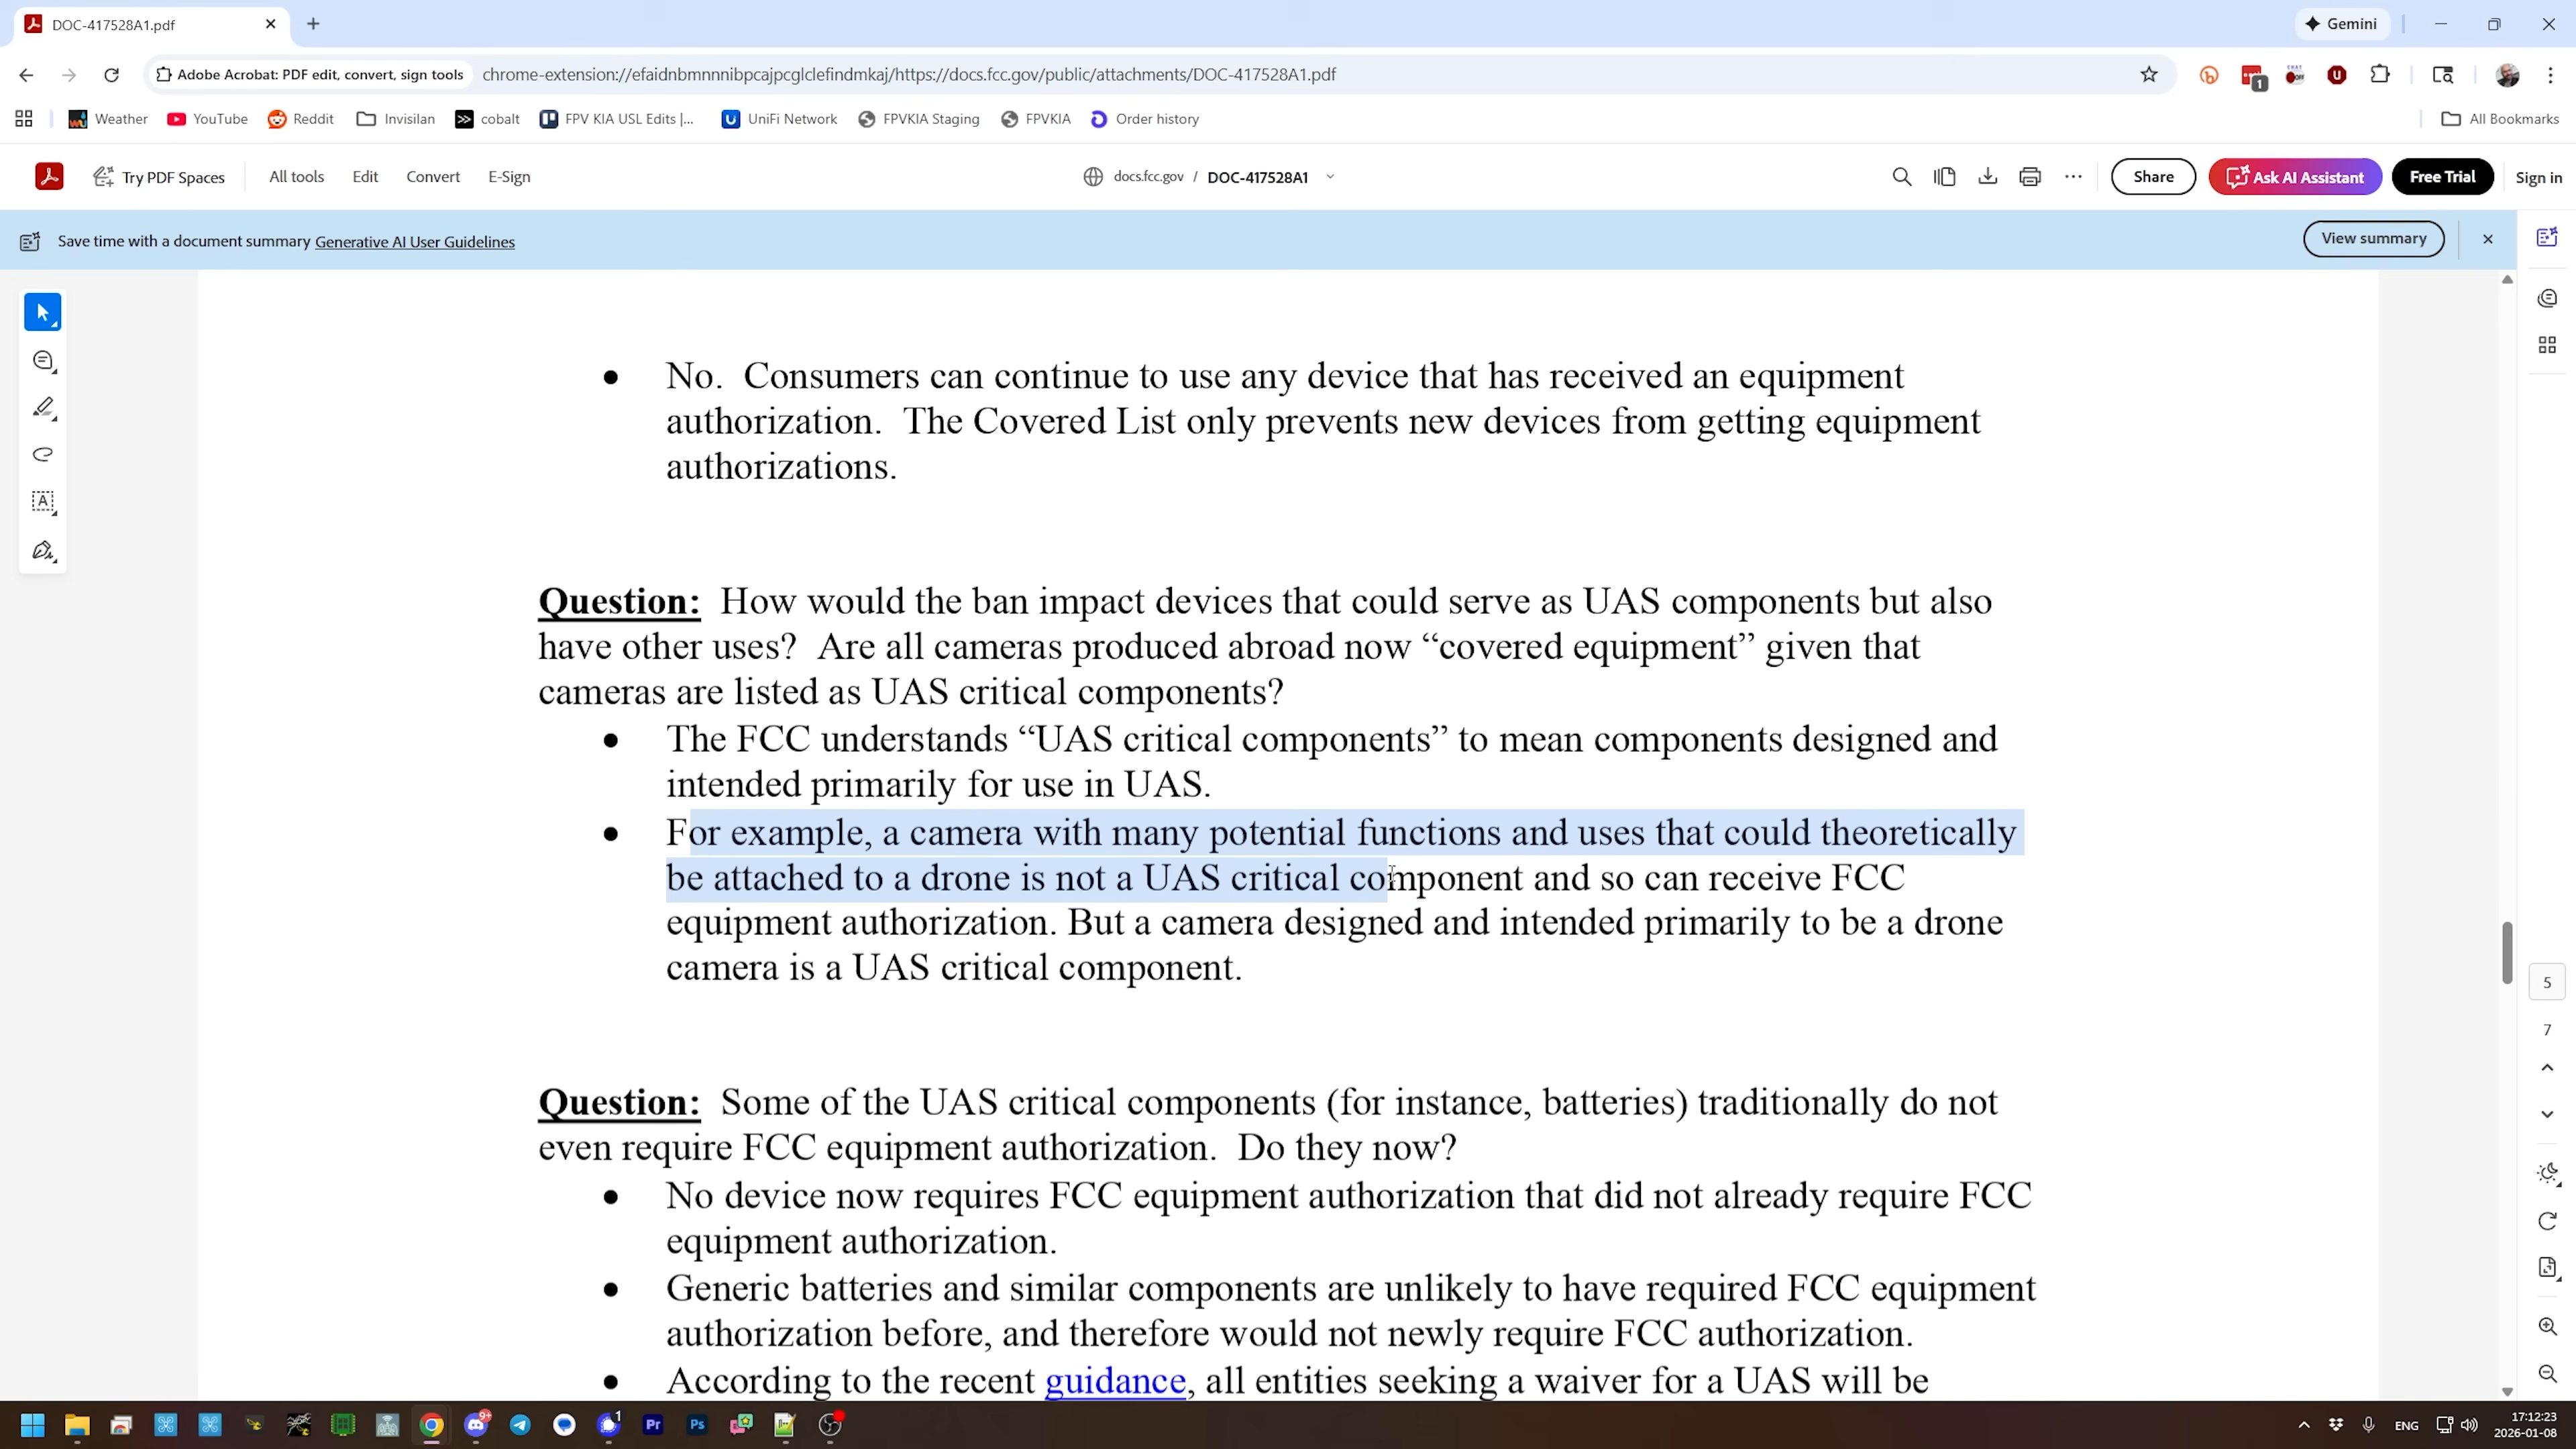 DOC-417528A1.pdf
Gemini
Adobe Acrobat: PDF edit, convert, sign tools
chrome-extension://efaidnbmnnnibpcajpcglclefindmkaj/https://docs.fcc.gov/public/attachments/DOC-417528A1.pdf
1
Weather
YouTube
Reddit
Invisilan
cobalt
FPV KIA USL Edits |...
UniFi Network
FPVKIA Staging
FPVKIA
Order history
All Bookmarks
Try PDF Spaces
All tools
Edit
Convert
E-Sign
docs.fcc.gov / DOC-417528A1
Share
Ask AI Assistant
Free Trial
Sign in
Save time with a document summary Generative AI User Guidelines
View summary
• No.  Consumers can continue to use any device that has received an equipment
authorization.  The Covered List only prevents new devices from getting equipment
authorizations.
Question:  How would the ban impact devices that could serve as UAS components but also
have other uses?  Are all cameras produced abroad now “covered equipment” given that
cameras are listed as UAS critical components?
• The FCC understands “UAS critical components” to mean components designed and
intended primarily for use in UAS.
• For example, a camera with many potential functions and uses that could theoretically
be attached to a drone is not a UAS critical component and so can receive FCC
equipment authorization. But a camera designed and intended primarily to be a drone
camera is a UAS critical component.
Question:  Some of the UAS critical components (for instance, batteries) traditionally do not
even require FCC equipment authorization.  Do they now?
• No device now requires FCC equipment authorization that did not already require FCC
equipment authorization.
• Generic batteries and similar components are unlikely to have required FCC equipment
authorization before, and therefore would not newly require FCC authorization.
• According to the recent guidance, all entities seeking a waiver for a UAS will be
5
7
9+
1
Pr
Ps
ENG
17:12:23
2026-01-08